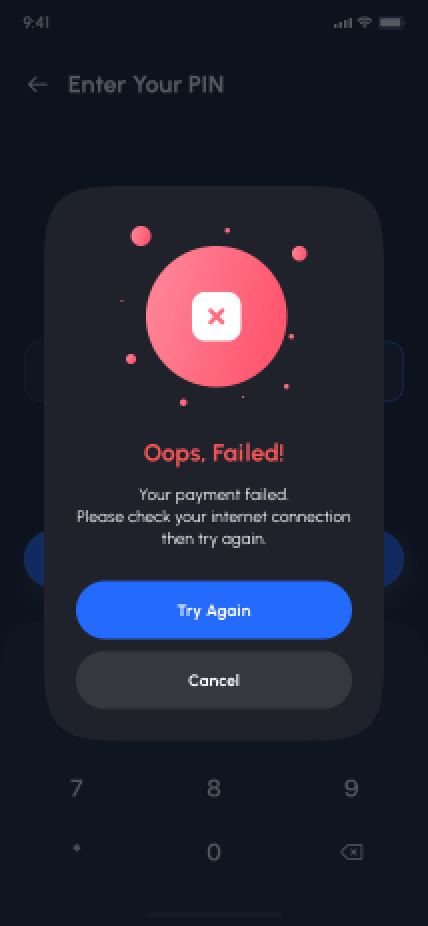 9:41
Enter Your PIN
Oops, Failed!
Your payment failed.
Please check your internet connection
then try again.
Try Again
Cancel
7 8 9
* 0